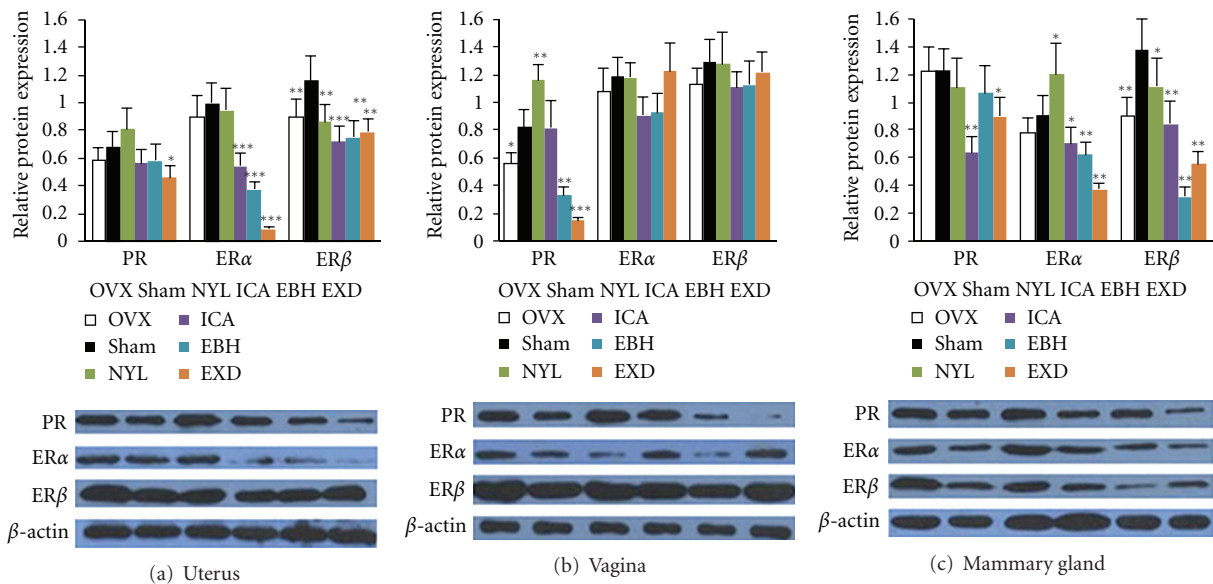 Relative protein expression
1.6
1.4
1.2
1
0.8
0.6
0.4
0.2
0
* ** ** *** ** **
*** *** ***
PR ERα ERβ
OVX Sham NYL ICA EBH EXD
OVX ICA
Sham EBH
NYL EXD
PR
ERα
ERβ
β-actin
(a) Uterus
Relative protein expression
1.6
1.4
1.2
1
0.8
0.6
0.4
0.2
0
* ** ** ***
PR ERα ERβ
OVX Sham NYL ICA EBH EXD
OVX ICA
Sham EBH
NYL EXD
PR
ERα
ERβ
β-actin
(b) Vagina
Relative protein expression
1.6
1.4
1.2
1
0.8
0.6
0.4
0.2
0
** * * * ** ** ** * ** ** **
PR ERα ERβ
OVX Sham NYL ICA EBH EXD
OVX ICA
Sham EBH
NYL EXD
PR
ERα
ERβ
β-actin
(c) Mammary gland